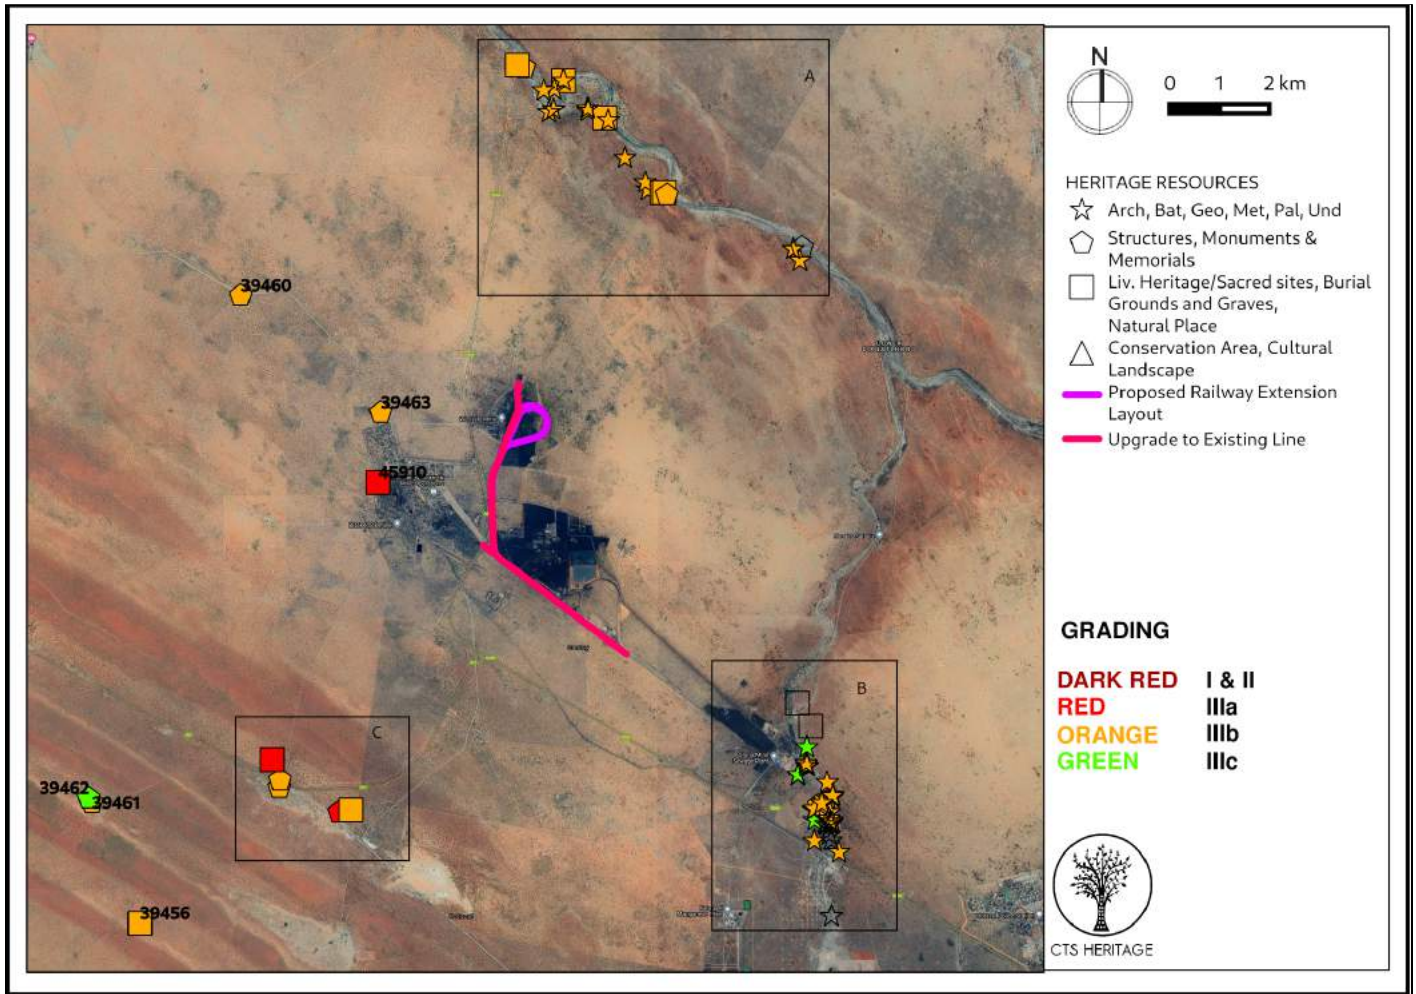 A
39460
39463
45910
B
C
39462
39461
39456
N
0 1 2 km
HERITAGE RESOURCES
Arch, Bat, Geo, Met, Pal, Und
Structures, Monuments &
Memorials
Liv. Heritage/Sacred sites, Burial
Grounds and Graves,
Natural Place
Conservation Area, Cultural
Landscape
Proposed Railway Extension
Layout
Upgrade to Existing Line
GRADING
DARK RED I & II
RED IIIa
ORANGE IIIb
GREEN IIIc
CTS HERITAGE